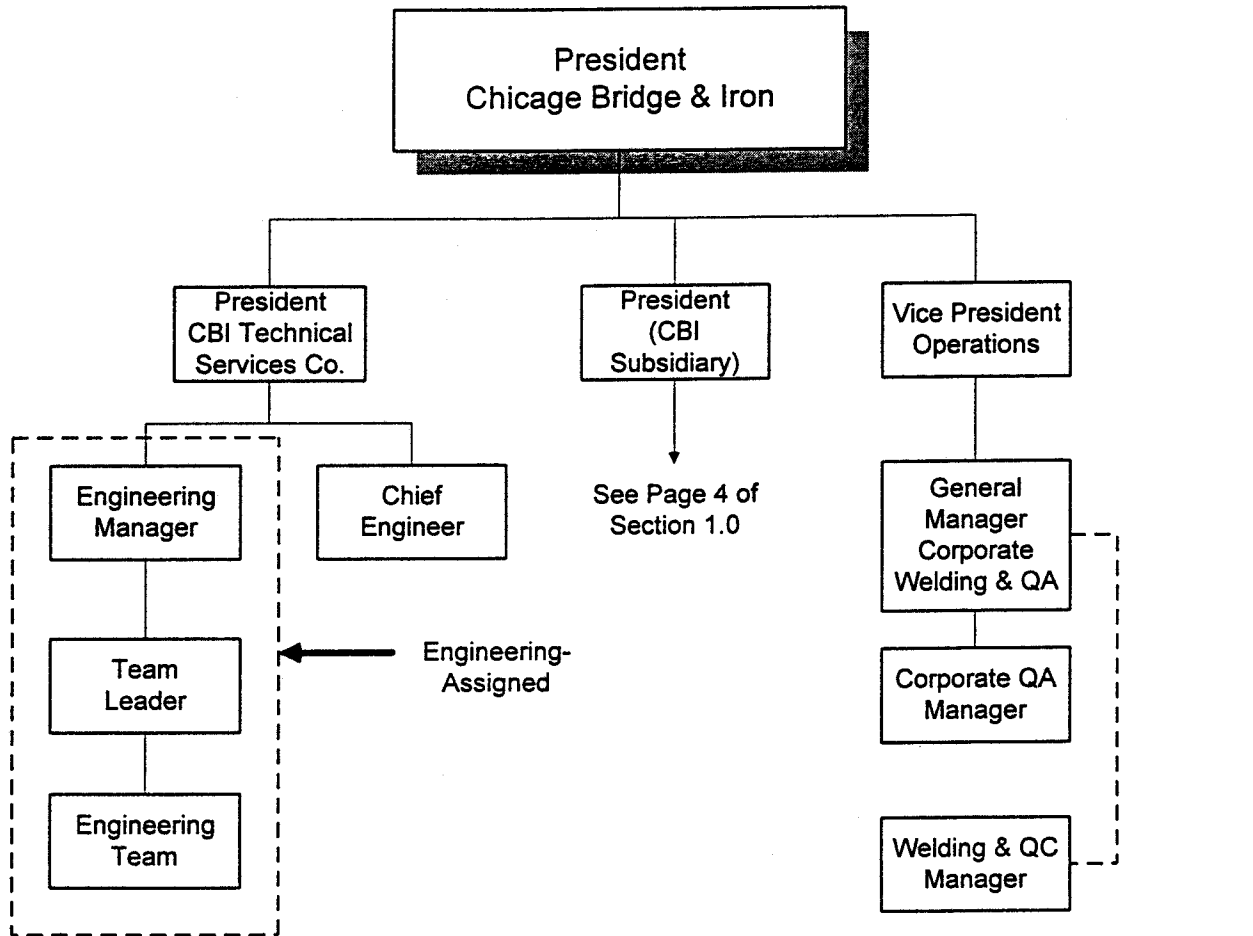 President
Chicage Bridge & Iron
President
CBI Technical
Services Co.
President
(CBI
Subsidiary)
Vice President
Operations
Engineering
Manager
Chief
Engineer
See Page 4 of
Section 1.0
General
Manager
Corporate
Welding & QA
Team
Leader
Engineering-
Assigned
Corporate QA
Manager
Engineering
Team
Welding & QC
Manager